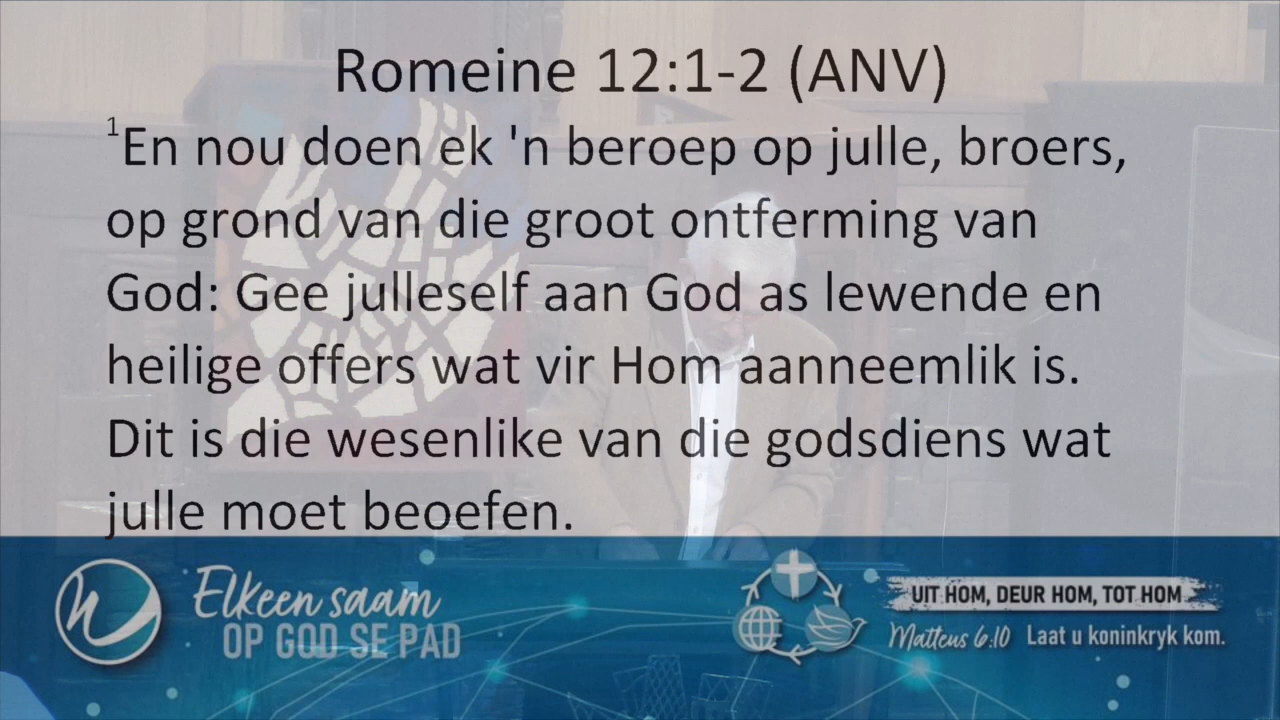 Romeine 12:1-2 (ANV)
¹En nou doen ek 'n beroep op julle, broers,
op grond van die groot ontferming van
God: Gee julleself aan God as lewende en
heilige offers wat vir Hom aanneemlik is.
Dit is die wesenlike van die godsdiens wat
julle moet beoefen.
Elkeen saam
OP GOD SE PAD
UIT HOM, DEUR HOM, TOT HOM
Matteus 6:10 Laat u koninkryk kom.